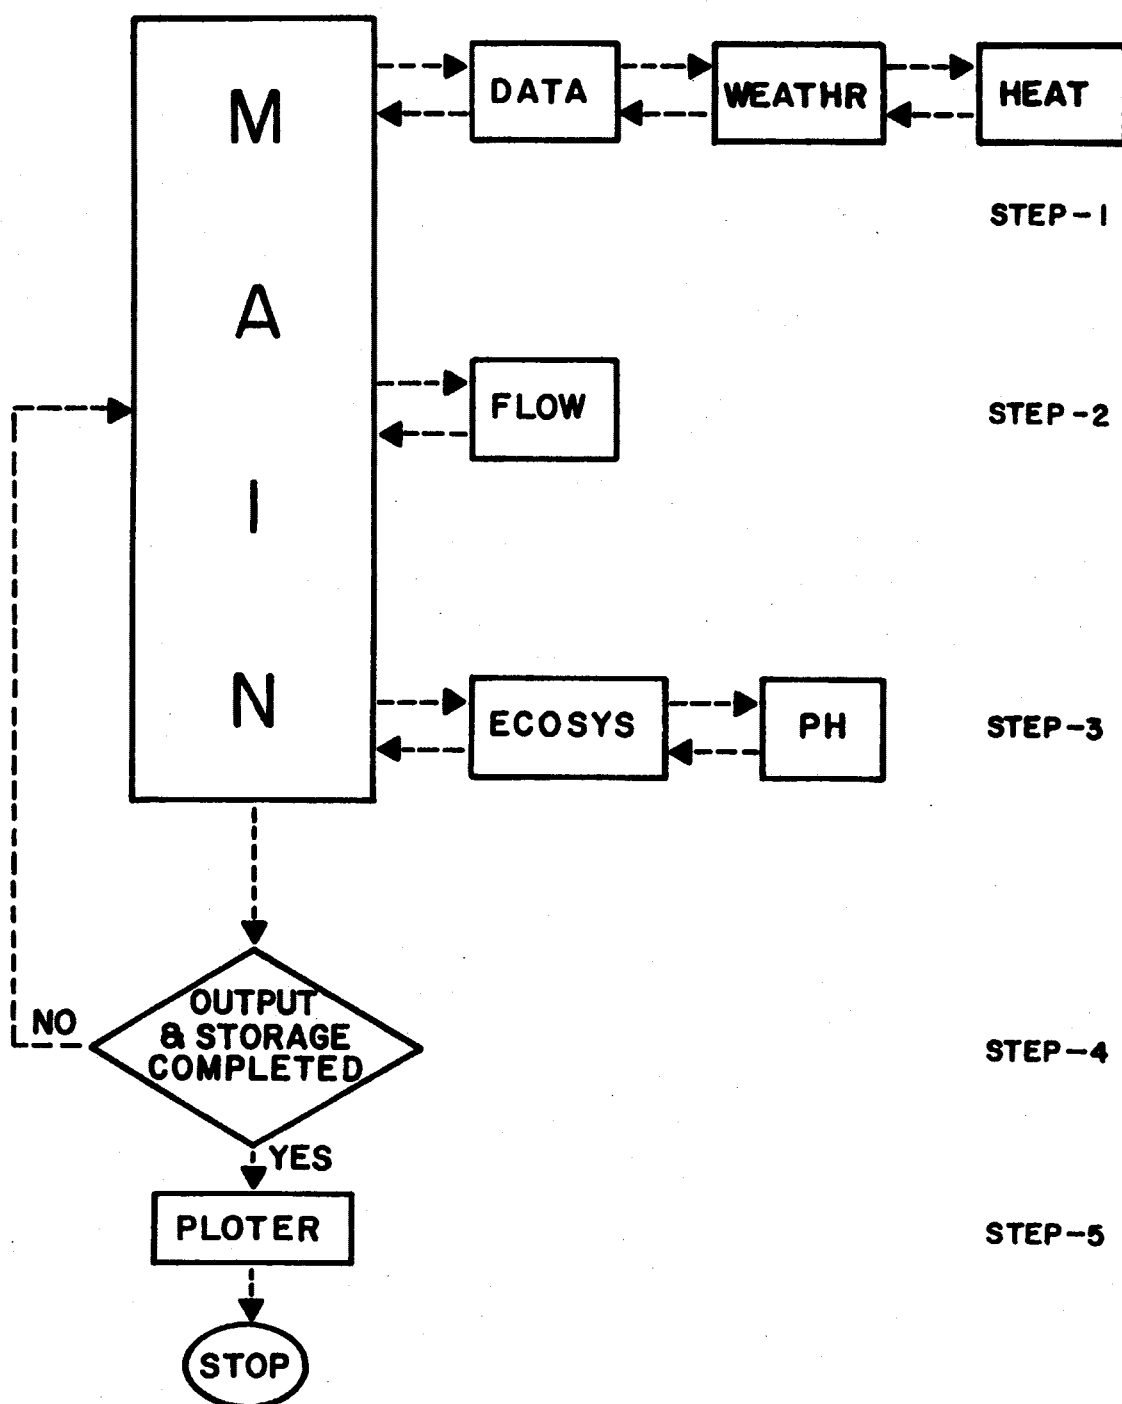 M
A
I
N
DATA
WEATHR
HEAT
STEP-1
FLOW
STEP-2
ECOSYS
PH
STEP-3
OUTPUT
& STORAGE
COMPLETED
NO
STEP-4
YES
PLOTER
STEP-5
STOP